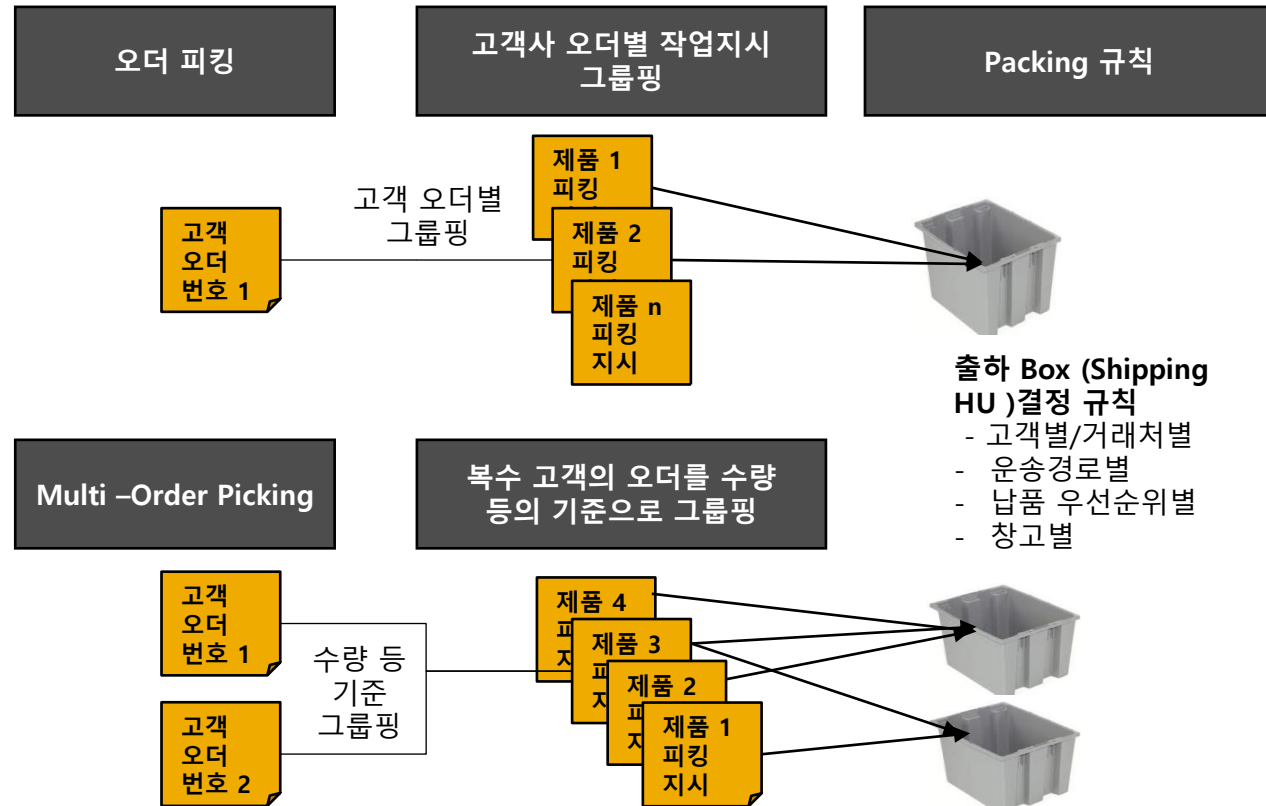 오더 피킹
고객사 오더별 작업지시
그룹핑
Packing 규칙
고객
오더
번호 1
고객 오더별
그룹핑
제품 1
피킹
제품 2
피킹
제품 n
피킹
지시
출하 Box (Shipping
HU )결정 규칙
- 고객별/거래처별
- 운송경로별
- 납품 우선순위별
- 창고별
Multi –Order Picking
복수 고객의 오더를 수량
등의 기준으로 그룹핑
고객
오더
번호 1
고객
오더
번호 2
수량 등
기준
그룹핑
제품 4
제품 3
제품 2
제품 1
피킹
지시